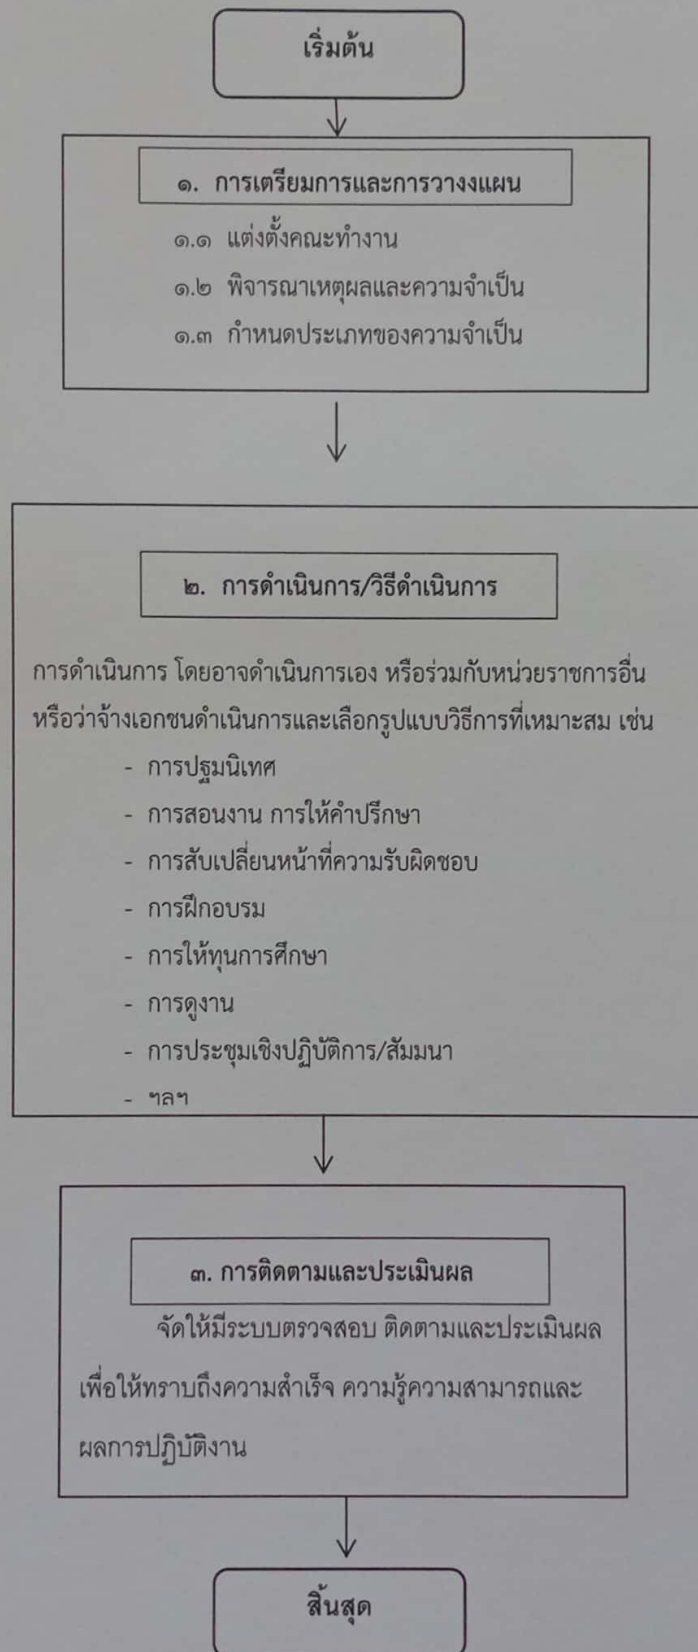 เริ่มต้น
๑. การเตรียมการและการวางงแผน
๑.๑ แต่งตั้งคณะทำงาน
๑.๒ พิจารณาเหตุผลและความจำเป็น
๑.๓ กำหนดประเภทของความจำเป็น
๒. การดำเนินการ/วิธีดำเนินการ
การดำเนินการ โดยอาจดำเนินการเอง หรือร่วมกับหน่วยราชการอื่น
หรือว่าจ้างเอกชนดำเนินการและเลือกรูปแบบวิธีการที่เหมาะสม เช่น
- การปฐมนิเทศ
- การสอนงาน การให้คำปรึกษา
- การสับเปลี่ยนหน้าที่ความรับผิดชอบ
- การฝึกอบรม
- การให้ทุนการศึกษา
- การดูงาน
- การประชุมเชิงปฏิบัติการ/สัมมนา
- ฯลฯ
๓. การติดตามและประเมินผล
จัดให้มีระบบตรวจสอบ ติดตามและประเมินผล
เพื่อให้ทราบถึงความสำเร็จ ความรู้ความสามารถและ
ผลการปฏิบัติงาน
สิ้นสุด